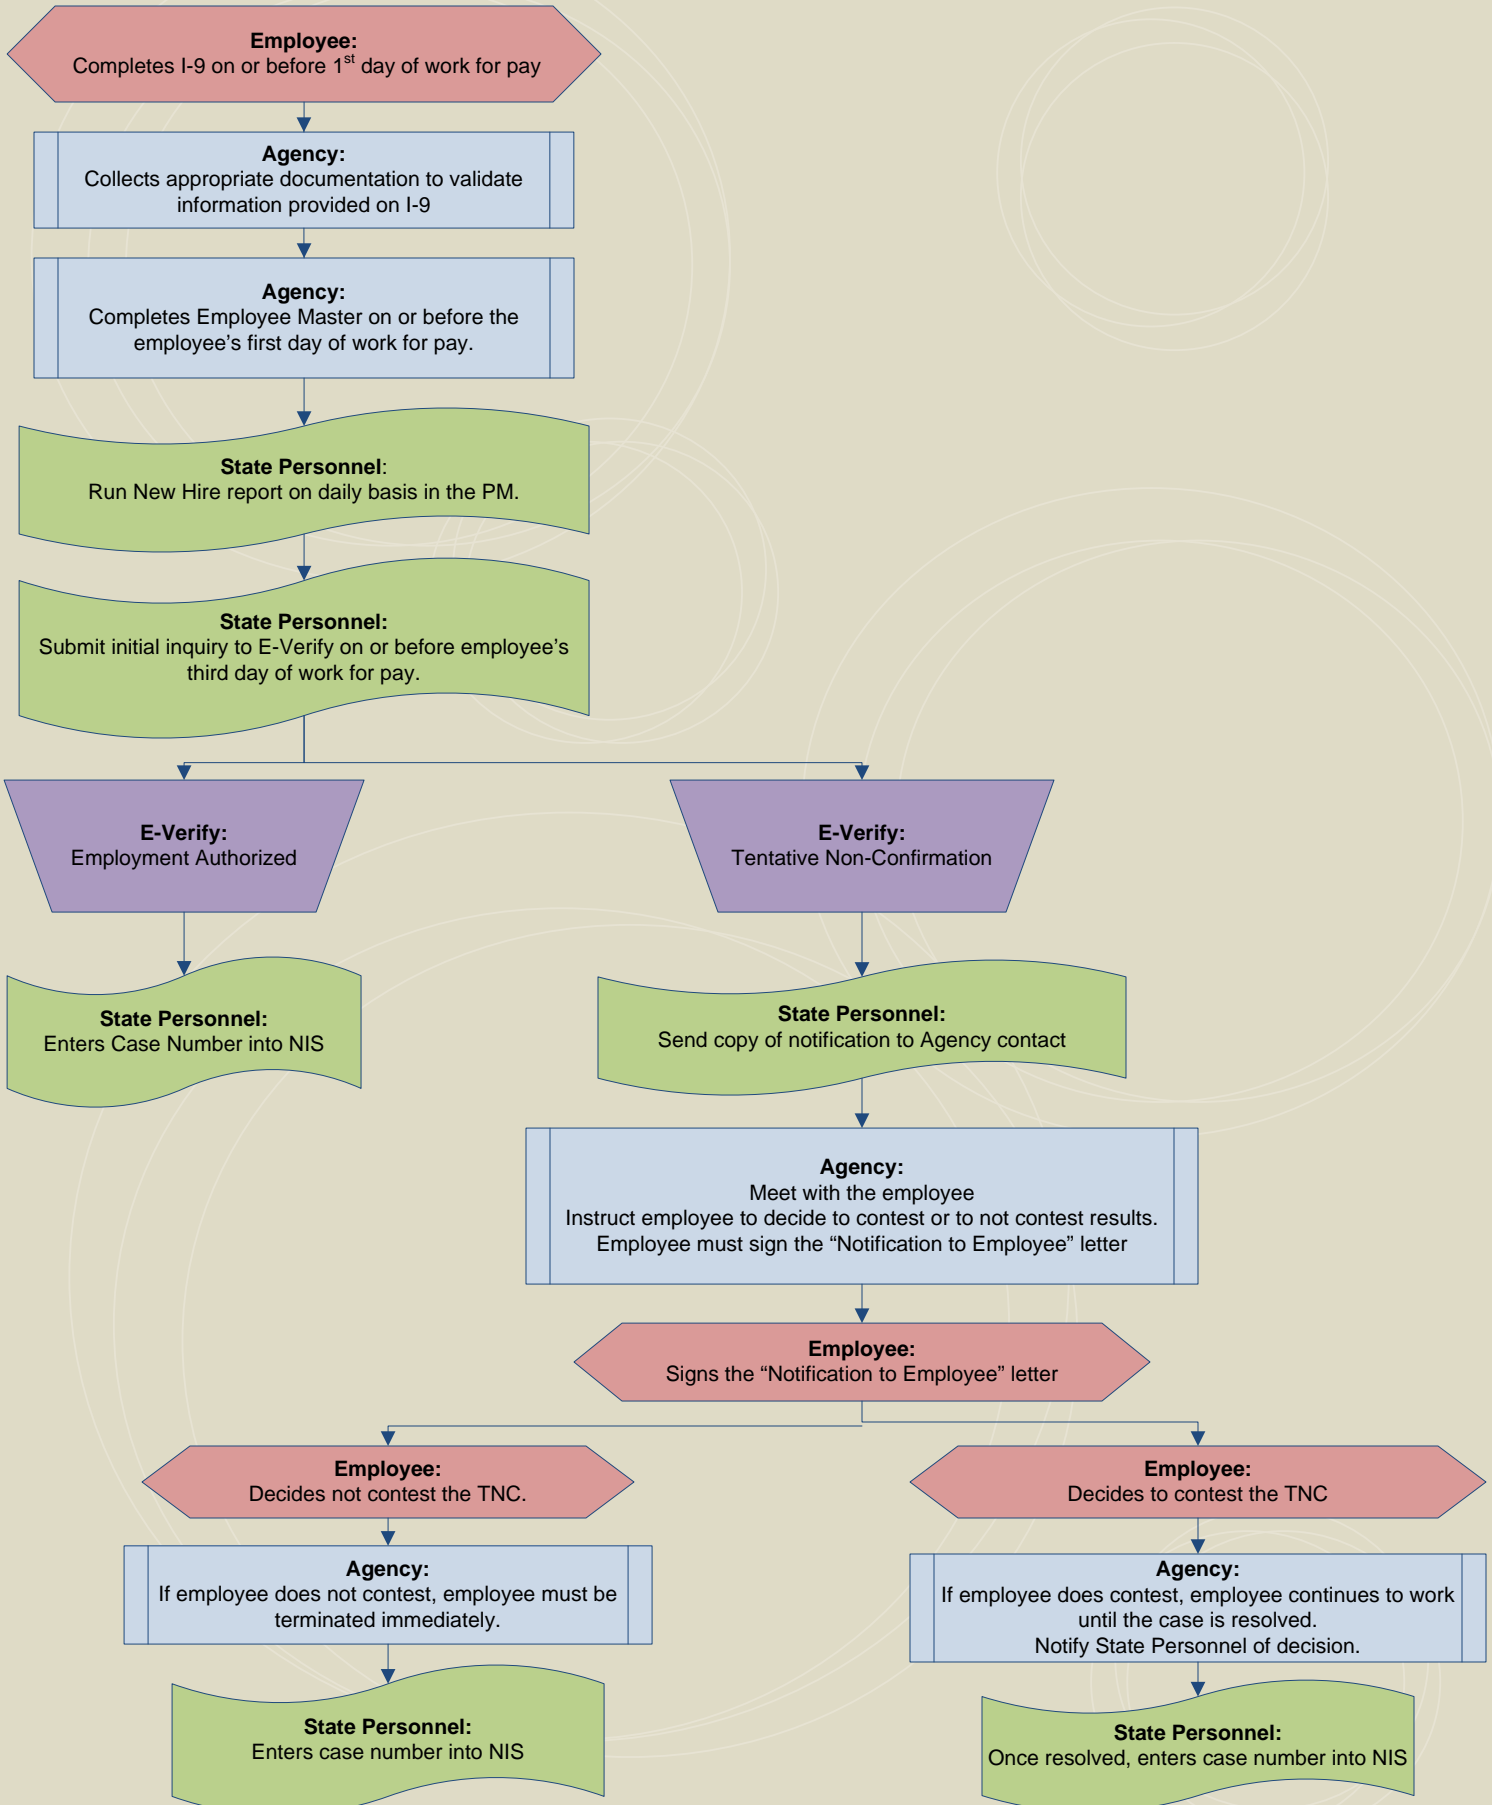 Employee:
Completes I-9 on or before 1st day of work for pay
Agency:
Collects appropriate documentation to validate
information provided on I-9
Agency:
Completes Employee Master on or before the
employee’s first day of work for pay.
State Personnel:
Run New Hire report on daily basis in the PM.
State Personnel:
Submit initial inquiry to E-Verify on or before employee’s
third day of work for pay.
E-Verify:
Employment Authorized
E-Verify:
Tentative Non-Confirmation
State Personnel:
Enters Case Number into NIS
State Personnel:
Send copy of notification to Agency contact
Agency:
Meet with the employee
Instruct employee to decide to contest or to not contest results.
Employee must sign the “Notification to Employee” letter
Employee:
Signs the “Notification to Employee” letter
Employee:
Decides not contest the TNC.
Employee:
Decides to contest the TNC
Agency:
If employee does not contest, employee must be
terminated immediately.
Agency:
If employee does contest, employee continues to work
until the case is resolved.
Notify State Personnel of decision.
State Personnel:
Enters case number into NIS
State Personnel:
Once resolved, enters case number into NIS